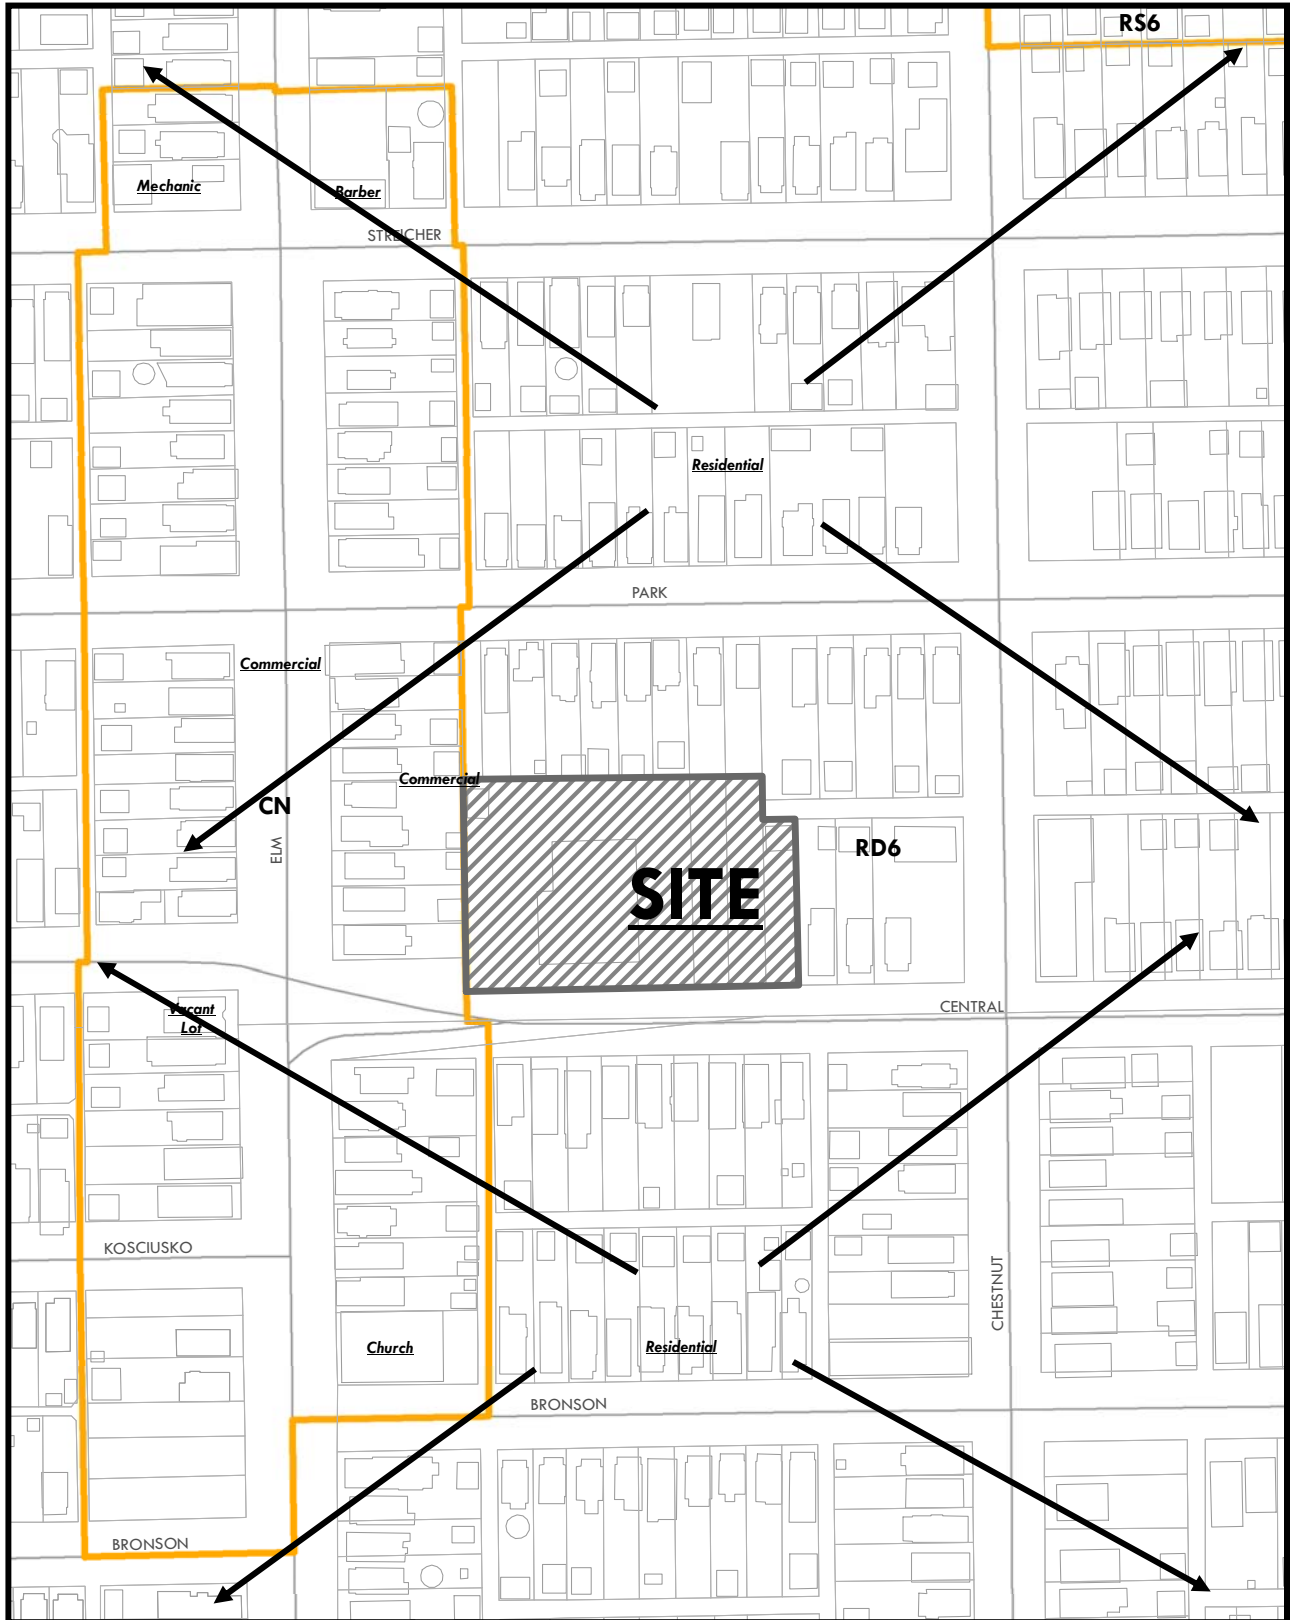 RS6
Mechanic
Barber
STREICHER
Residential
PARK
Commercial
Commercial
CN
ELM
RD6
SITE
CENTRAL
Vacant
Lot
KOSCIUSKO
CHESTNUT
Church
Residential
BRONSON
BRONSON